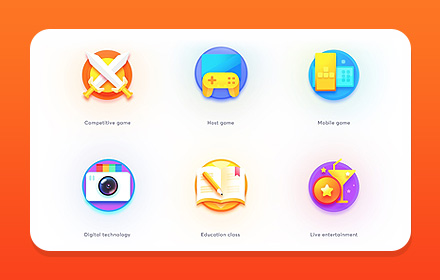 Competitive game
Host game
Mobile game
Digital technology
Education class
Live entertainment.